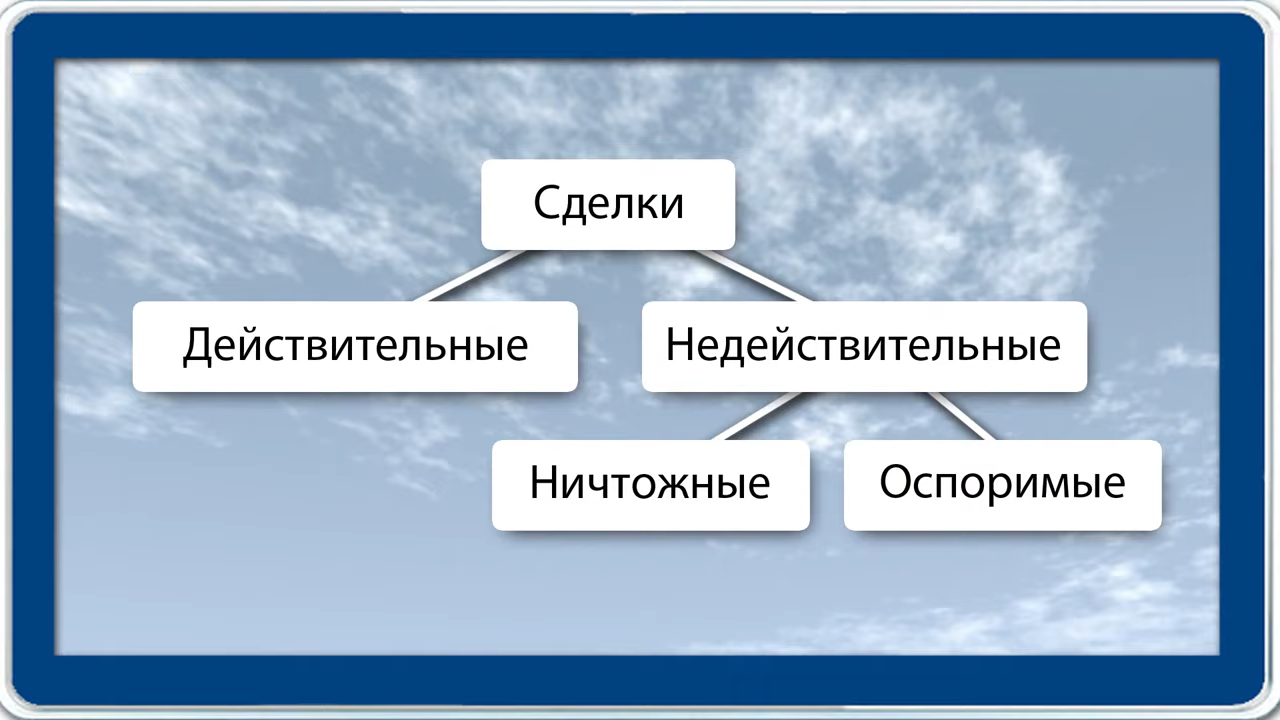 Сделки
Действительные
Недействительные
Ничтожные
Оспоримые